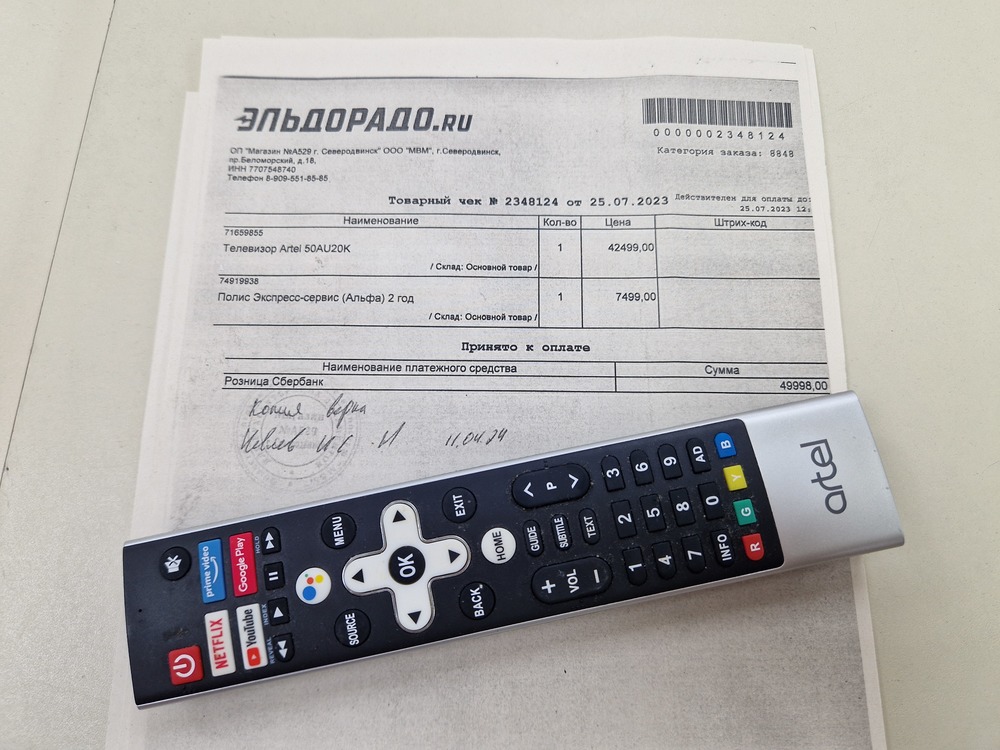 ЭЛЬДОРАДО.RU
0000002348124
Категория заказа: 8848
ОП "Магазин №А529 г. Северодвинск" ООО "МВМ", г.Северодвинск,
пр.Беломорский, д.18,
ИНН 7707548740
Телефон 8-909-551-85-85
Товарный чек № 2348124 от 25.07.2023
Действителен для оплаты до:
25.07.2023 12:
Наименование Кол-во Цена Штрих-код
71659855
Телевизор Artel 50AU20K 1 42499,00
/ Склад: Основной товар /
74919938
Полис Экспресс-сервис (Альфа) 2 год 1 7499,00
/ Склад: Основной товар /
Принято к оплате
Наименование платежного средства Сумма
Розница Сбербанк 49998,00
Копия верна
11.04.24
artel
prime video
Google Play
NETFLIX
YouTube
HOLD
INDEX
REVEAL
MENU
SOURCE
OK
EXIT
BACK
HOME
P
GUIDE
SUBTITLE
TEXT
+ VOL −
1 2 3
4 5 6
7 8 9
INFO 0 AD
R G Y B